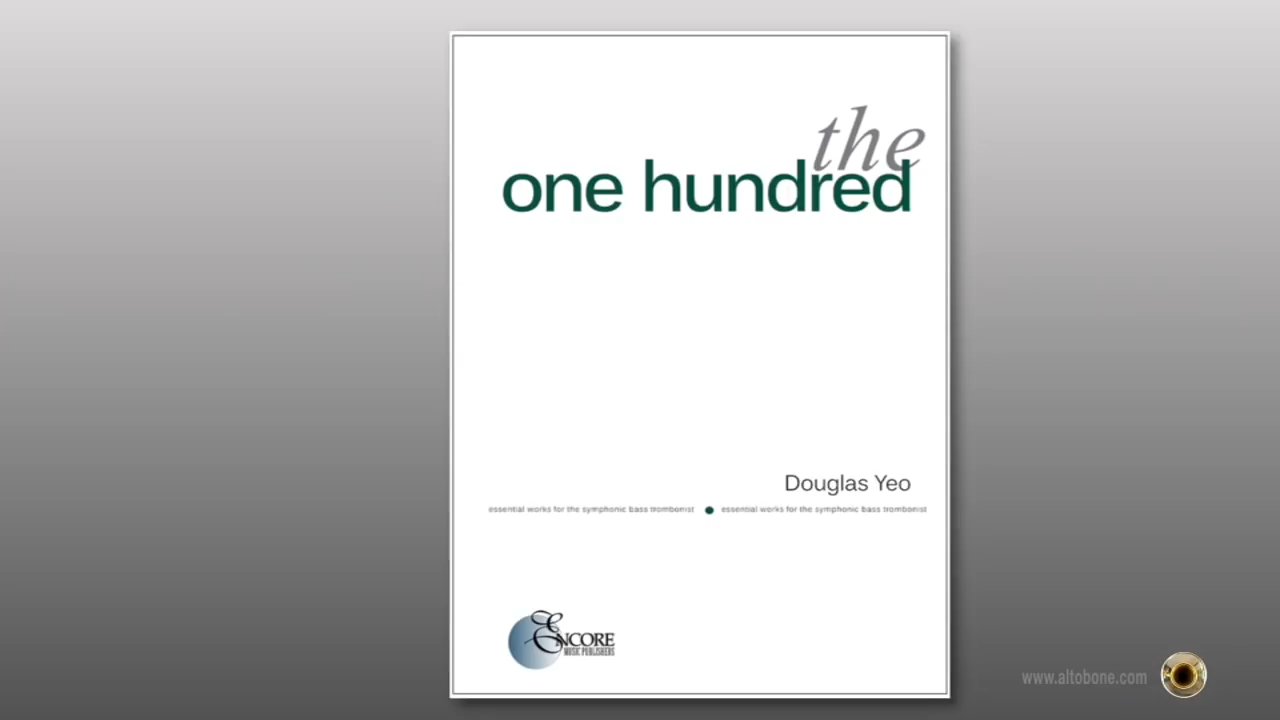 the
one hundred
Douglas Yeo
essential works for the symphonic bass trombonist ● essential works for the symphonic bass trombonist
ENCORE
MUSIC PUBLISHERS
www.altobone.com